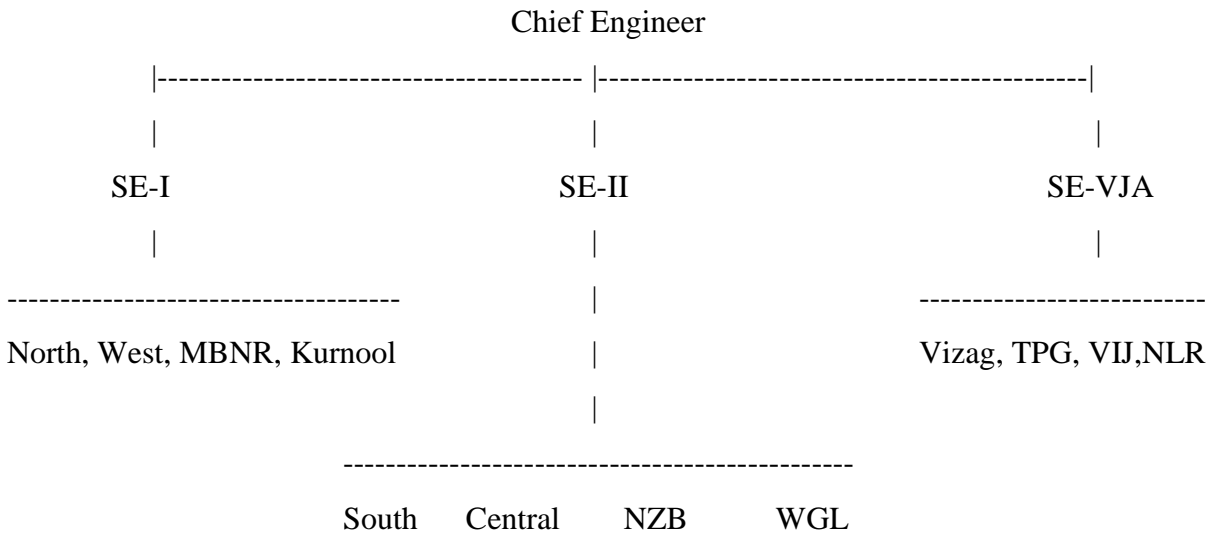 Chief Engineer
|---------------------------------------- |----------------------------------------------|
| | |
SE-I SE-II SE-VJA
| | |
------------------------------------- | ---------------------------
North, West, MBNR, Kurnool | Vizag, TPG, VIJ,NLR
|
------------------------------------------------
South Central NZB WGL